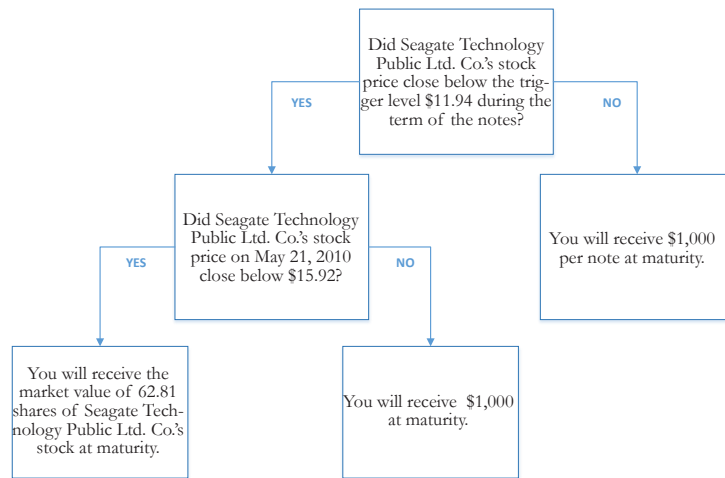 Did Seagate Technology
Public Ltd. Co.'s stock
price close below the trig-
ger level $11.94 during the
term of the notes?
YES
NO
Did Seagate Technology
Public Ltd. Co.'s stock
price on May 21, 2010
close below $15.92?
You will receive $1,000
per note at maturity.
YES
NO
You will receive the
market value of 62.81
shares of Seagate Tech-
nology Public Ltd. Co.'s
stock at maturity.
You will receive $1,000
at maturity.